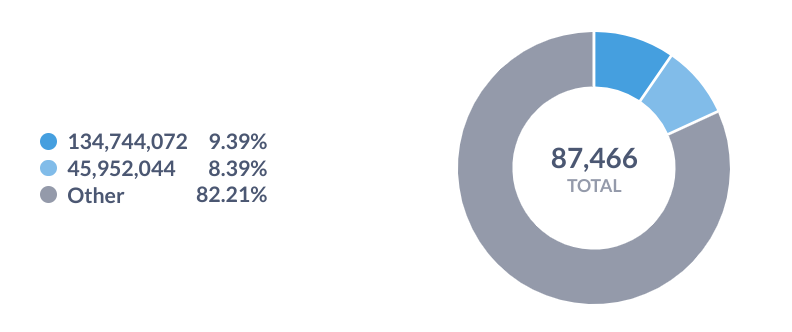 134,744,072 9.39%
45,952,044 8.39%
Other 82.21%
87,466
TOTAL